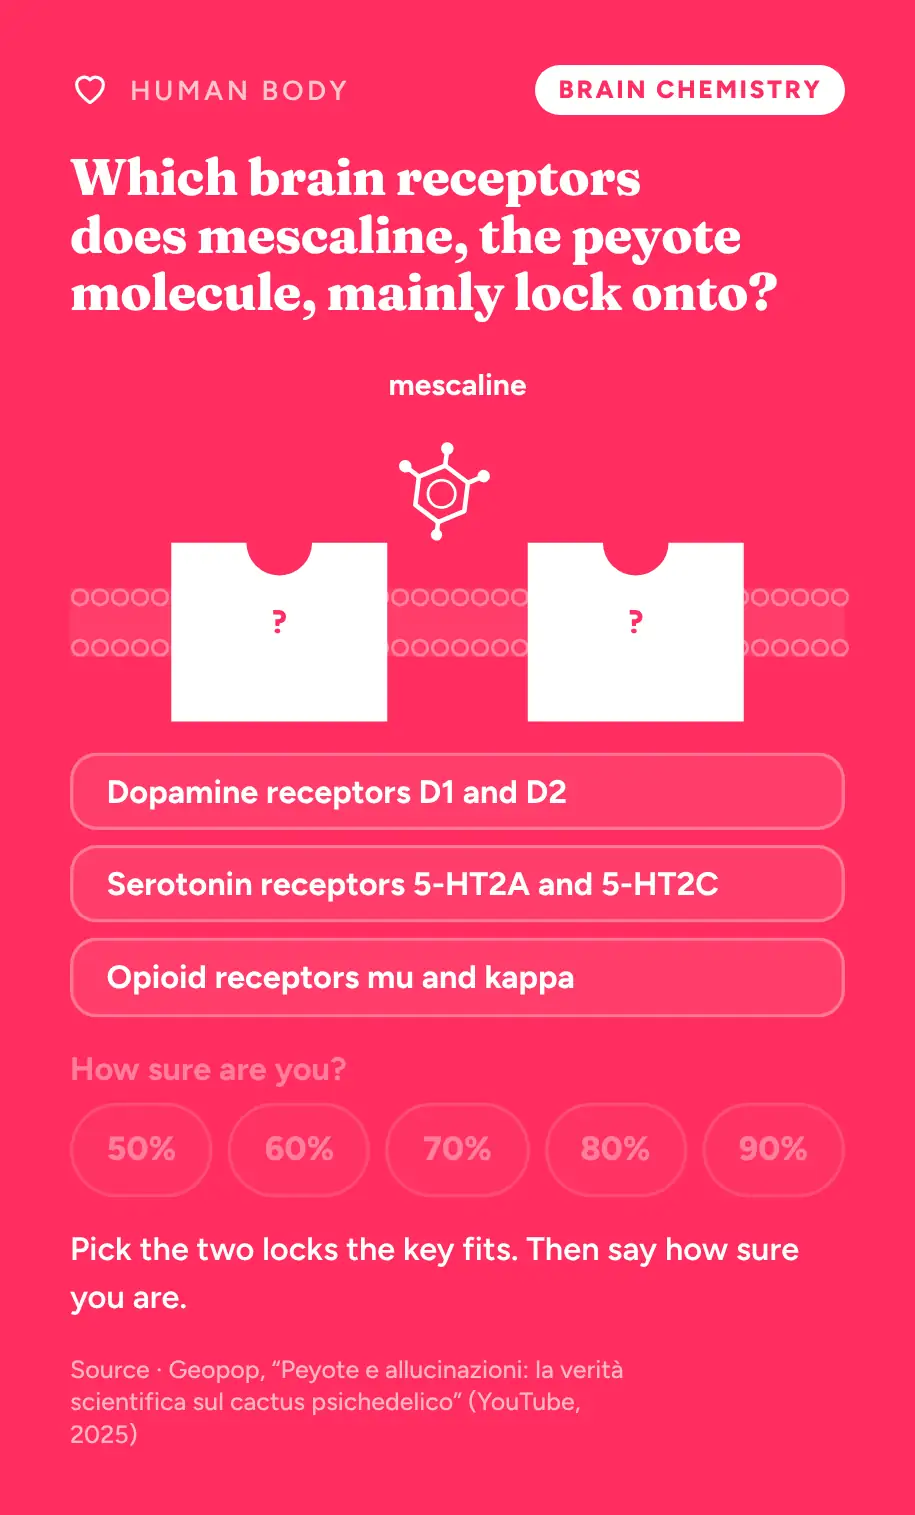 HUMAN BODY
BRAIN CHEMISTRY
Which brain receptors
does mescaline, the peyote
molecule, mainly lock onto?
mescaline
?
?
Dopamine receptors D1 and D2
Serotonin receptors 5-HT2A and 5-HT2C
Opioid receptors mu and kappa
How sure are you?
50%
60%
70%
80%
90%
Pick the two locks the key fits. Then say how sure
you are.
Source · Geopop, “Peyote e allucinazioni: la verità
scientifica sul cactus psichedelico” (YouTube,
2025)